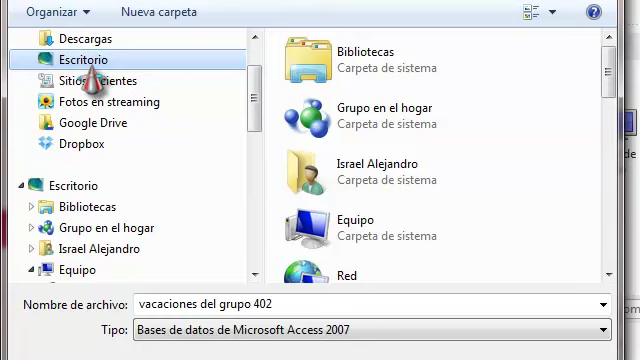 Organizar
Nueva carpeta
Descargas
Escritorio
Fotos en streaming
Google Drive
Dropbox
Escritorio
Bibliotecas
Grupo en el hogar
Israel Alejandro
Equipo
Bibliotecas
Carpeta de sistema
Grupo en el hogar
Carpeta de sistema
Israel Alejandro
Carpeta de sistema
Equipo
Carpeta de sistema
Red
de
om
Nombre de archivo:
vacaciones del grupo 402
Tipo:
Bases de datos de Microsoft Access 2007